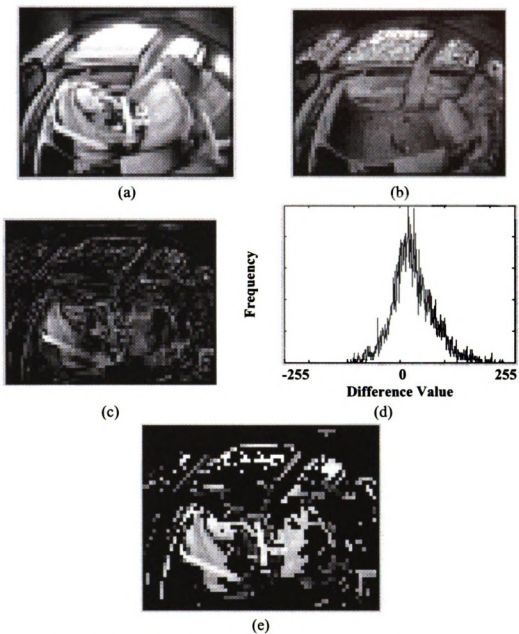 (a)
(b)
Frequency
-255
0
255
Difference Value
(c)
(d)
(e)